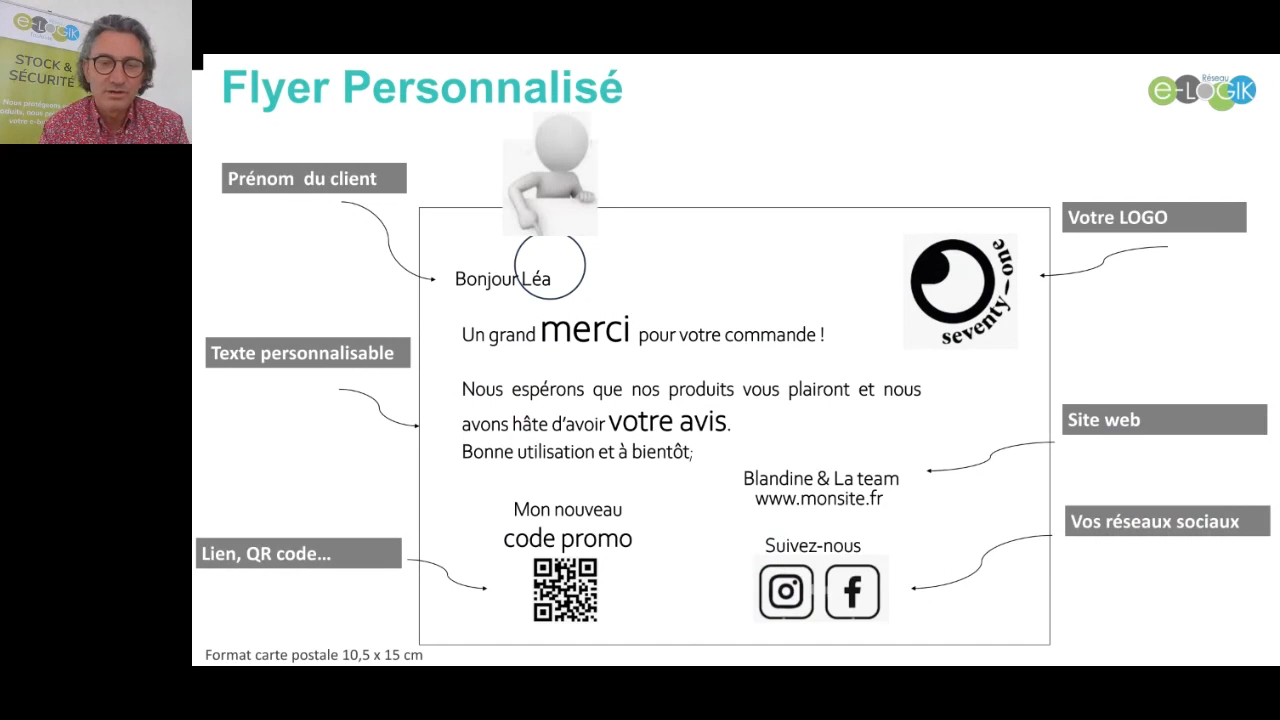 e-LOGIK
STOCK &
SÉCURITÉ
Flyer Personnalisé
Réseau
e-LOGIK
Prénom du client
Votre LOGO
Bonjour Léa
seventy-one
Un grand merci pour votre commande !
Texte personnalisable
Nous espérons que nos produits vous plairont et nous
avons hâte d’avoir votre avis.
Bonne utilisation et à bientôt;
Site web
Blandine & La team
www.monsite.fr
Mon nouveau
code promo
Vos réseaux sociaux
Suivez-nous
Lien, QR code…
Format carte postale 10,5 x 15 cm